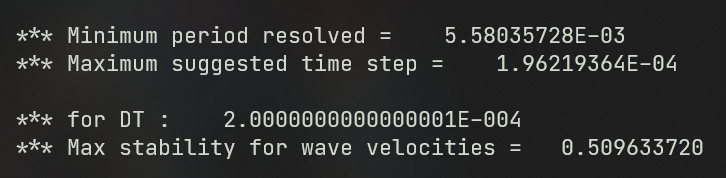 *** Minimum period resolved =    5.58035728E-03
*** Maximum suggested time step =    1.96219364E-04
*** for DT :    2.0000000000000001E-004
*** Max stability for wave velocities =   0.509633720